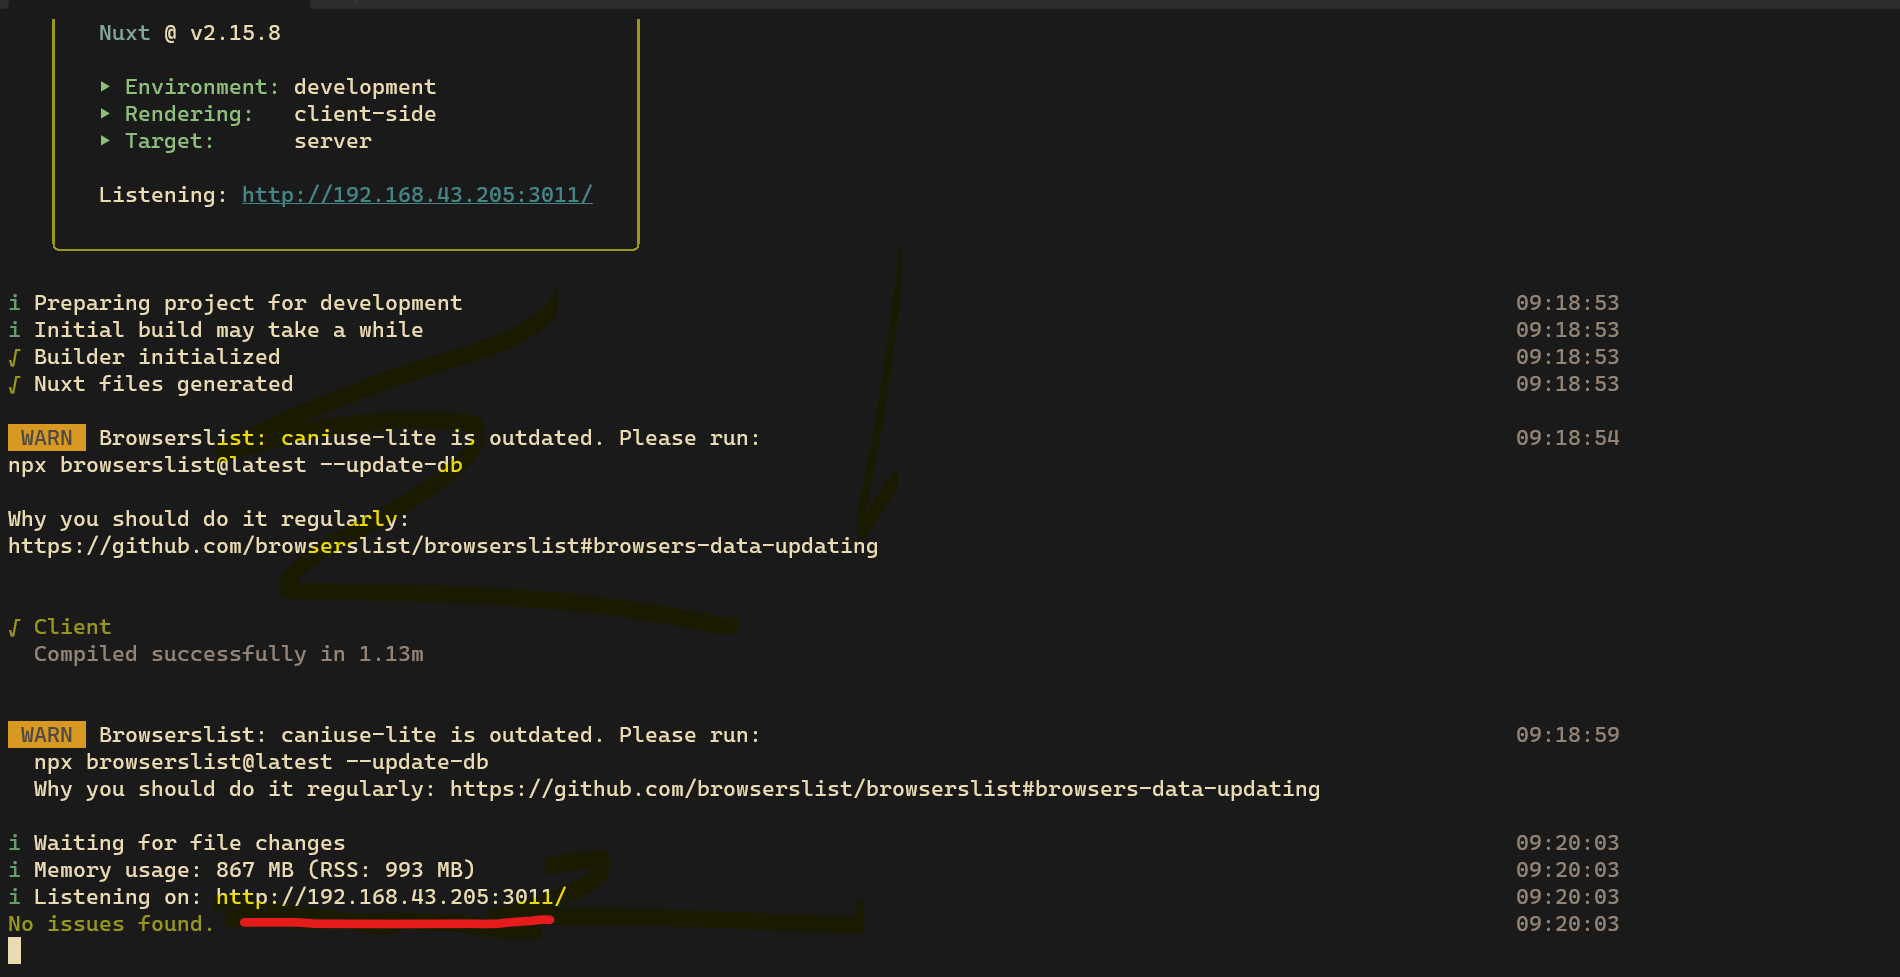 Nuxt @ v2.15.8
▸ Environment: development
▸ Rendering: client-side
▸ Target: server
Listening: http://192.168.43.205:3011/
i Preparing project for development 09:18:53
i Initial build may take a while 09:18:53
√ Builder initialized 09:18:53
√ Nuxt files generated 09:18:53
WARN Browserslist: caniuse-lite is outdated. Please run: 09:18:54
npx browserslist@latest --update-db
Why you should do it regularly:
https://github.com/browserslist/browserslist#browsers-data-updating
√ Client
Compiled successfully in 1.13m
WARN Browserslist: caniuse-lite is outdated. Please run: 09:18:59
npx browserslist@latest --update-db
Why you should do it regularly: https://github.com/browserslist/browserslist#browsers-data-updating
i Waiting for file changes 09:20:03
i Memory usage: 867 MB (RSS: 993 MB) 09:20:03
i Listening on: http://192.168.43.205:3011/ 09:20:03
No issues found. 09:20:03